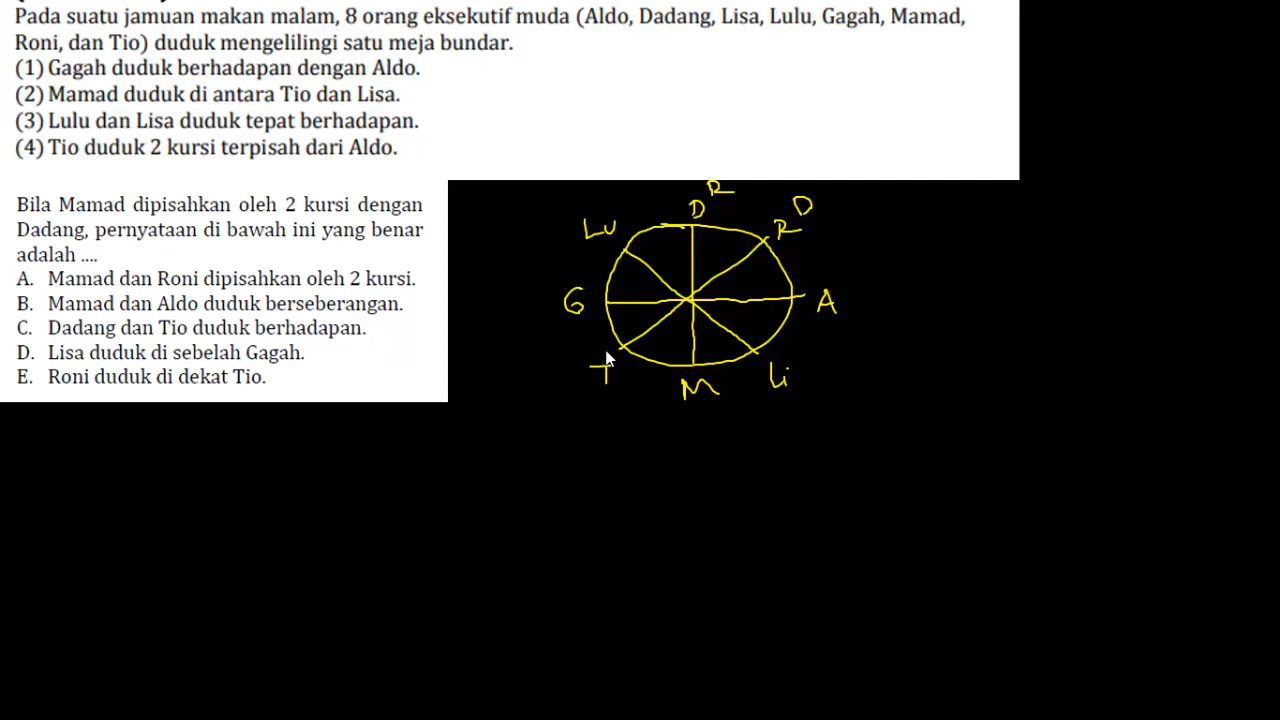 Pada suatu jamuan makan malam, 8 orang eksekutif muda (Aldo, Dadang, Lisa, Lulu, Gagah, Mamad,
Roni, dan Tio) duduk mengelilingi satu meja bundar.
(1) Gagah duduk berhadapan dengan Aldo.
(2) Mamad duduk di antara Tio dan Lisa.
(3) Lulu dan Lisa duduk tepat berhadapan.
(4) Tio duduk 2 kursi terpisah dari Aldo.
Bila Mamad dipisahkan oleh 2 kursi dengan
Dadang, pernyataan di bawah ini yang benar
adalah ....
A. Mamad dan Roni dipisahkan oleh 2 kursi.
B. Mamad dan Aldo duduk berseberangan.
C. Dadang dan Tio duduk berhadapan.
D. Lisa duduk di sebelah Gagah.
E. Roni duduk di dekat Tio.
R
D
D
Lu
R
G
A
T
M
Li